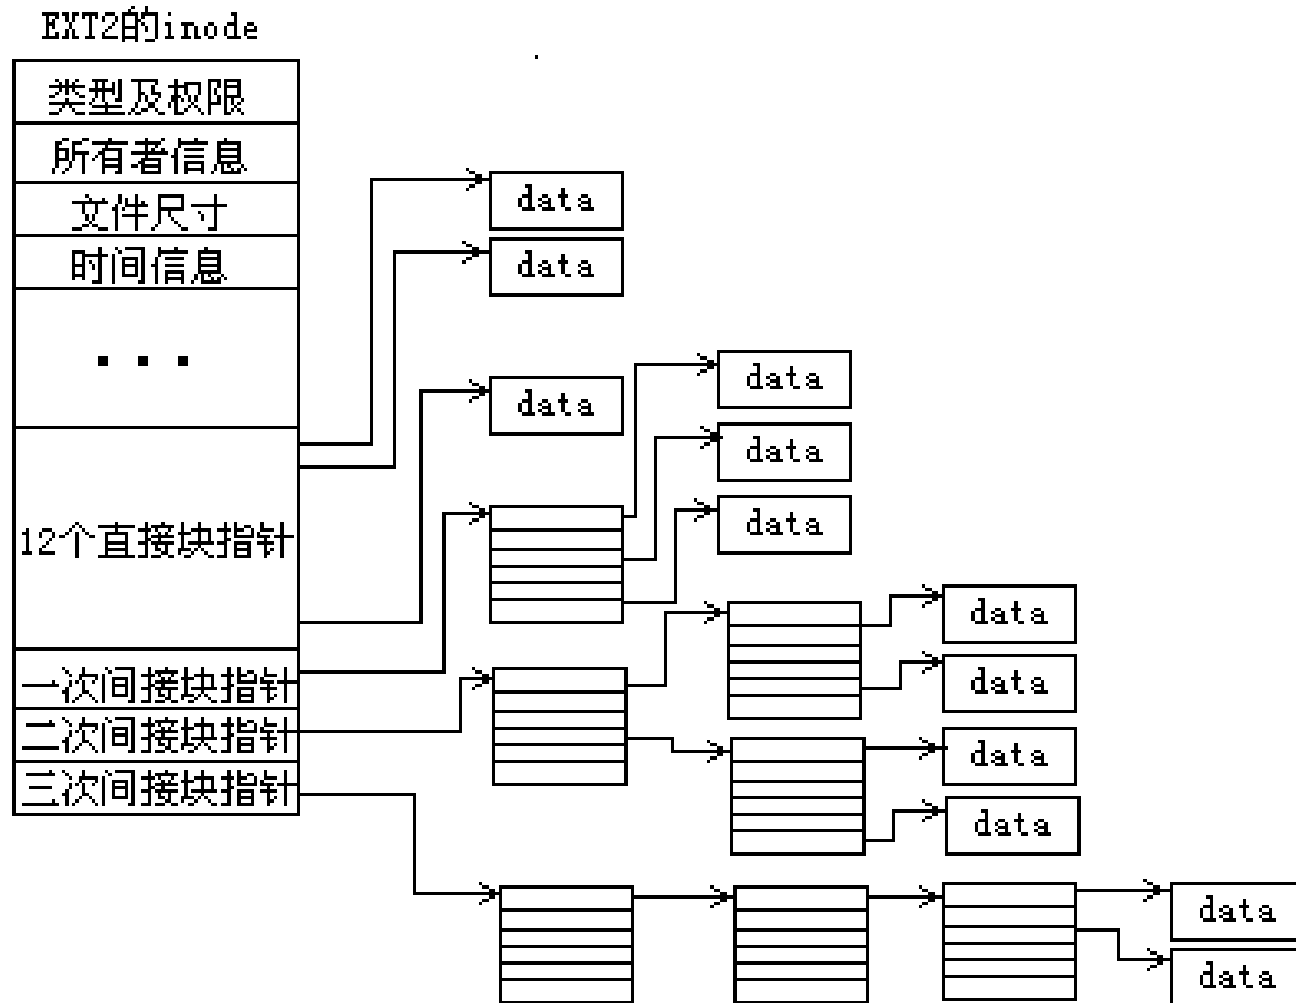 EXT2的inode
类型及权限
所有者信息
文件尺寸
时间信息
...
12个直接块指针
一次间接块指针
二次间接块指针
三次间接块指针
data
data
data
data
data
data
data
data
data
data
data
data